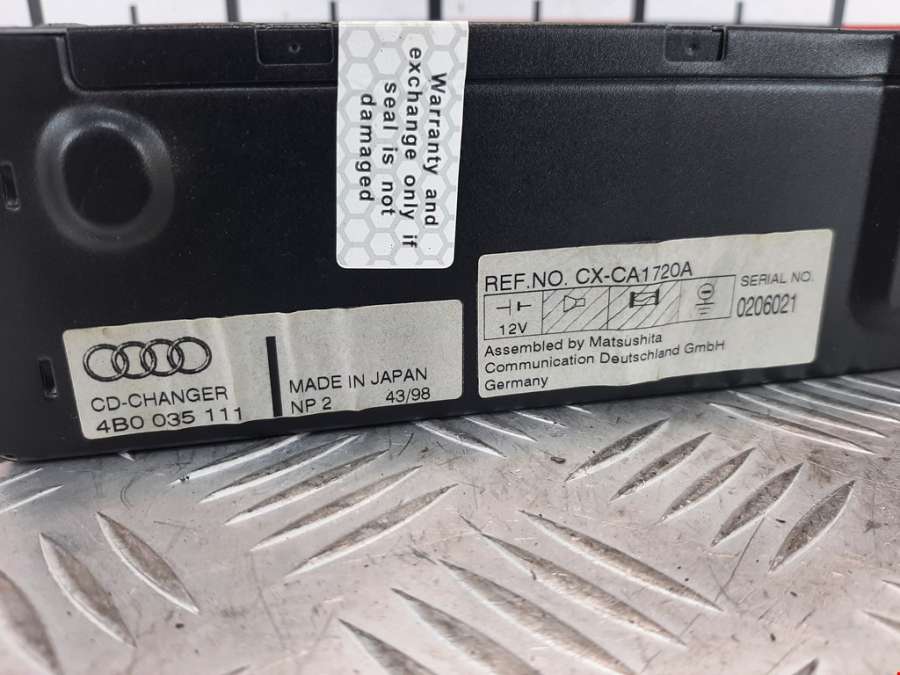 Warranty and
exchange only if
seal is not
damaged
REF.NO. CX-CA1720A
12V
SERIAL NO.
0206021
Assembled by Matsushita
Communication Deutschland GmbH
Germany
CD-CHANGER
4B0 035 111
MADE IN JAPAN
NP 2 43/98